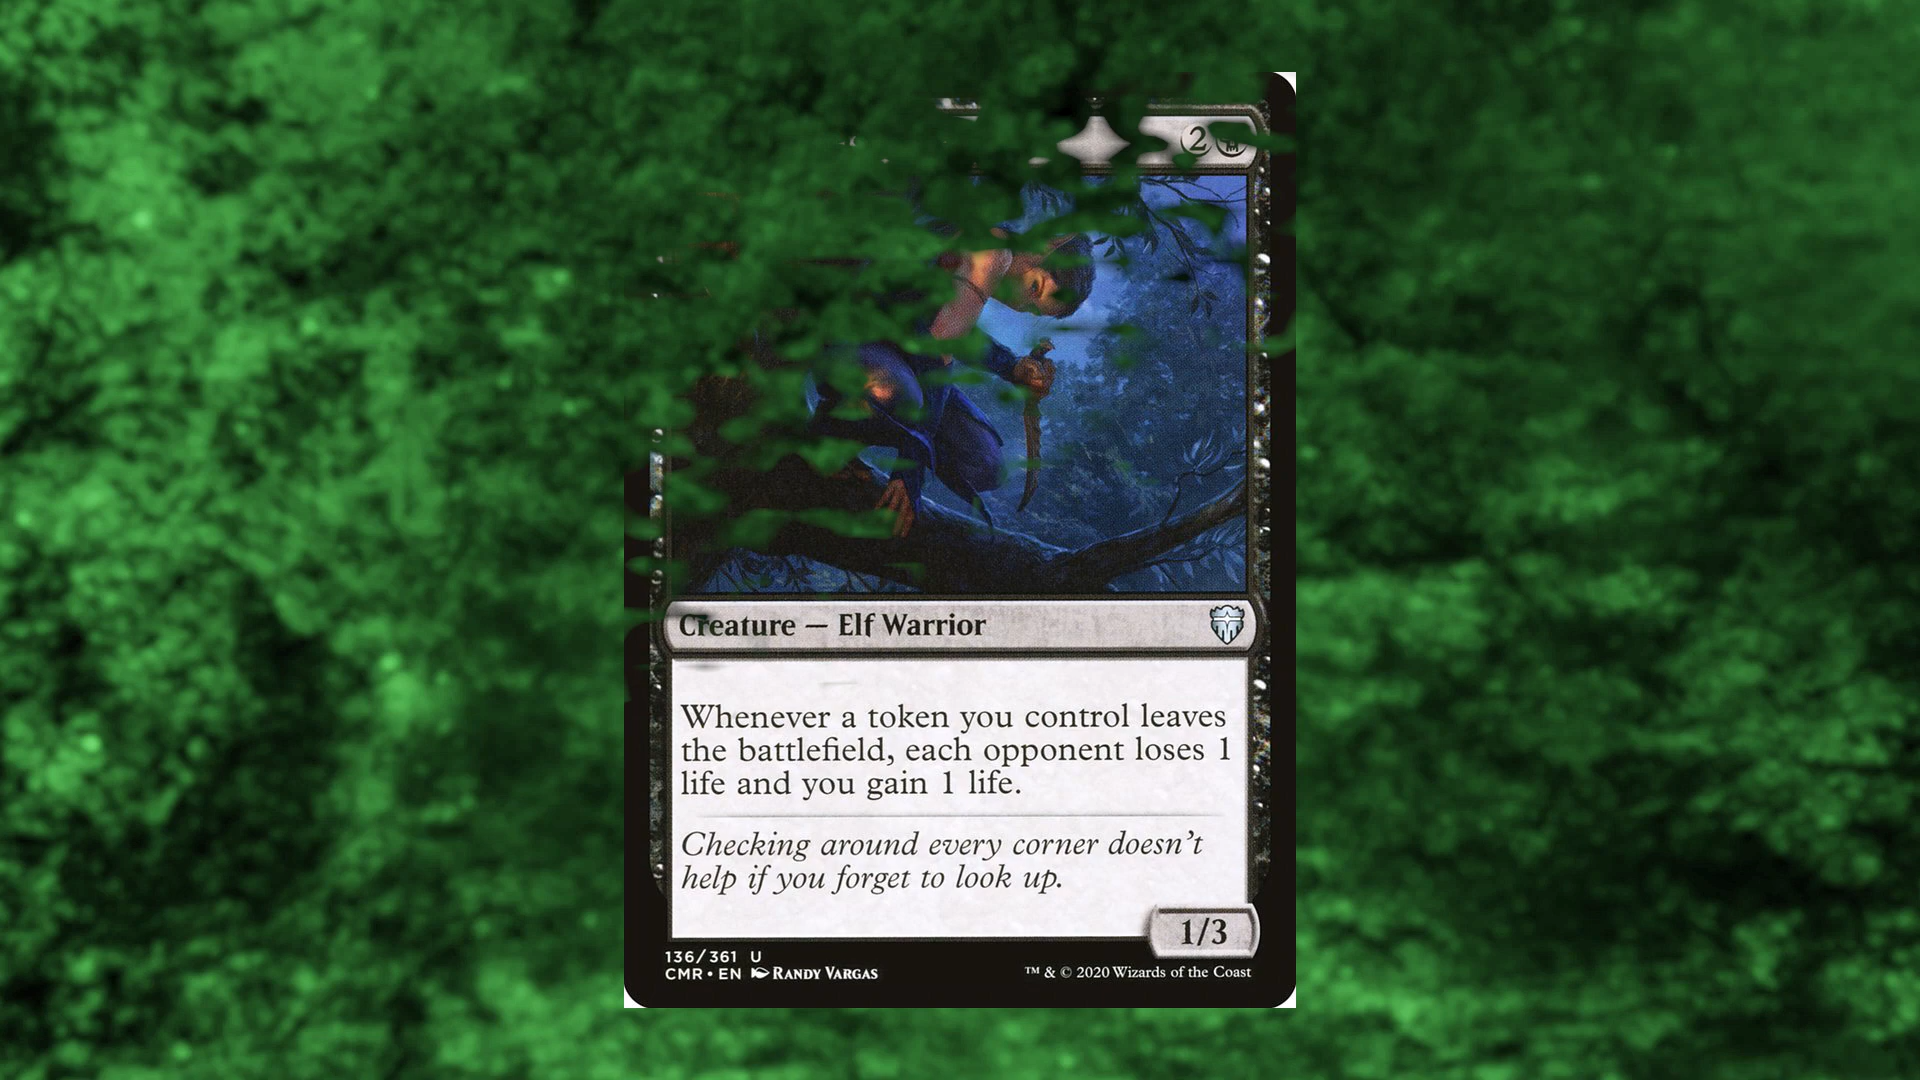 2
Creature — Elf Warrior
Whenever a token you control leaves
the battlefield, each opponent loses 1
life and you gain 1 life.
Checking around every corner doesn't
help if you forget to look up.
1/3
136/361 U
CMR • EN RANDY VARGAS
™ & © 2020 Wizards of the Coast